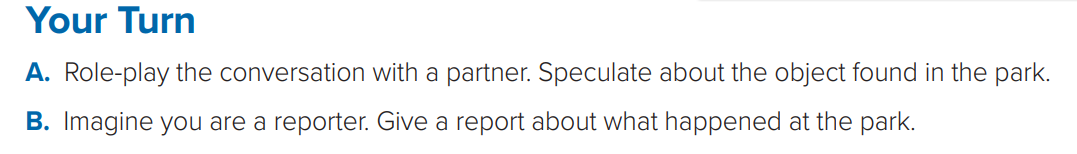 Your Turn
A. Role-play the conversation with a partner. Speculate about the object found in the park.
B. Imagine you are a reporter. Give a report about what happened at the park.